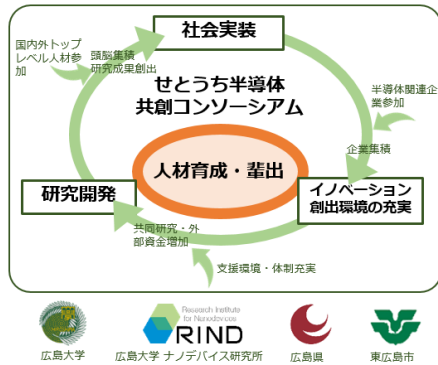 社会実装
国内外トップ
レベル人材参
加
頭脳集積
研究成果創出
せとうち半導体
共創コンソーシアム
半導体関連企
業参加
企業集積
人材育成・輩出
研究開発
イノベーション
創出環境の充実
共同研究・外
部資金増加
支援環境・体制充実
Research Institute
for Nanodevices
RIND
広島大学
広島大学 ナノデバイス研究所
広島県
東広島市